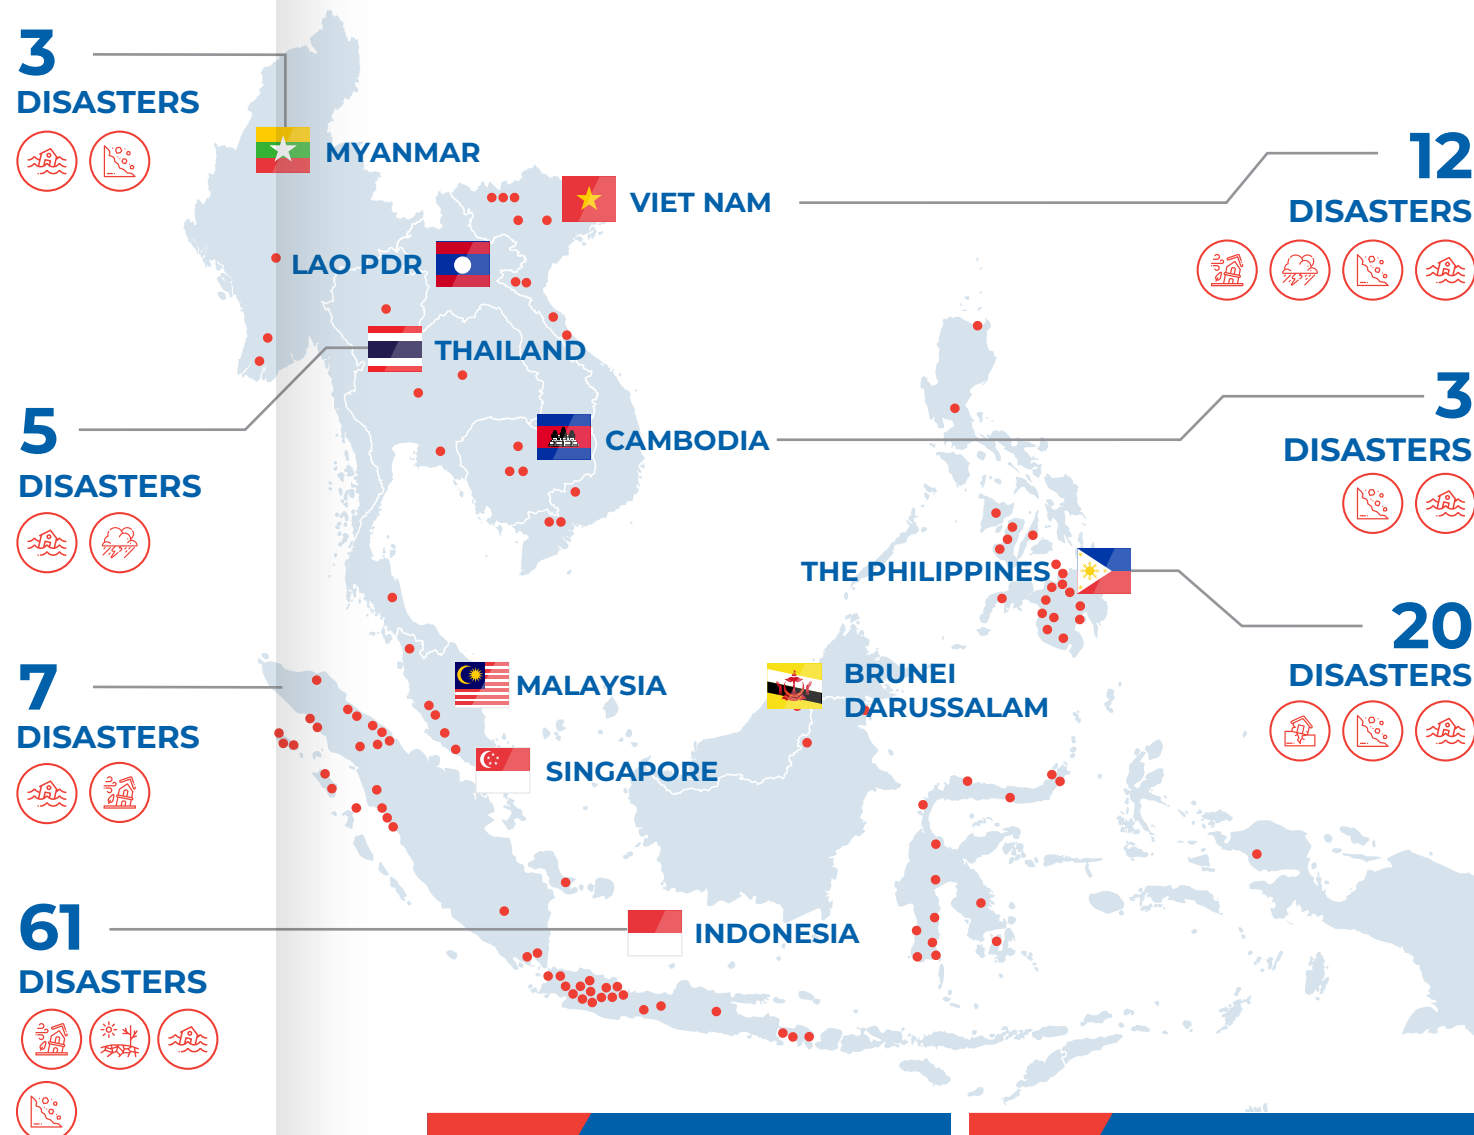 3
DISASTERS
MYANMAR
VIET NAM
12
DISASTERS
LAO PDR
THAILAND
5
DISASTERS
CAMBODIA
3
DISASTERS
THE PHILIPPINES
20
DISASTERS
7
DISASTERS
MALAYSIA
BRUNEI
DARUSSALAM
SINGAPORE
61
DISASTERS
INDONESIA